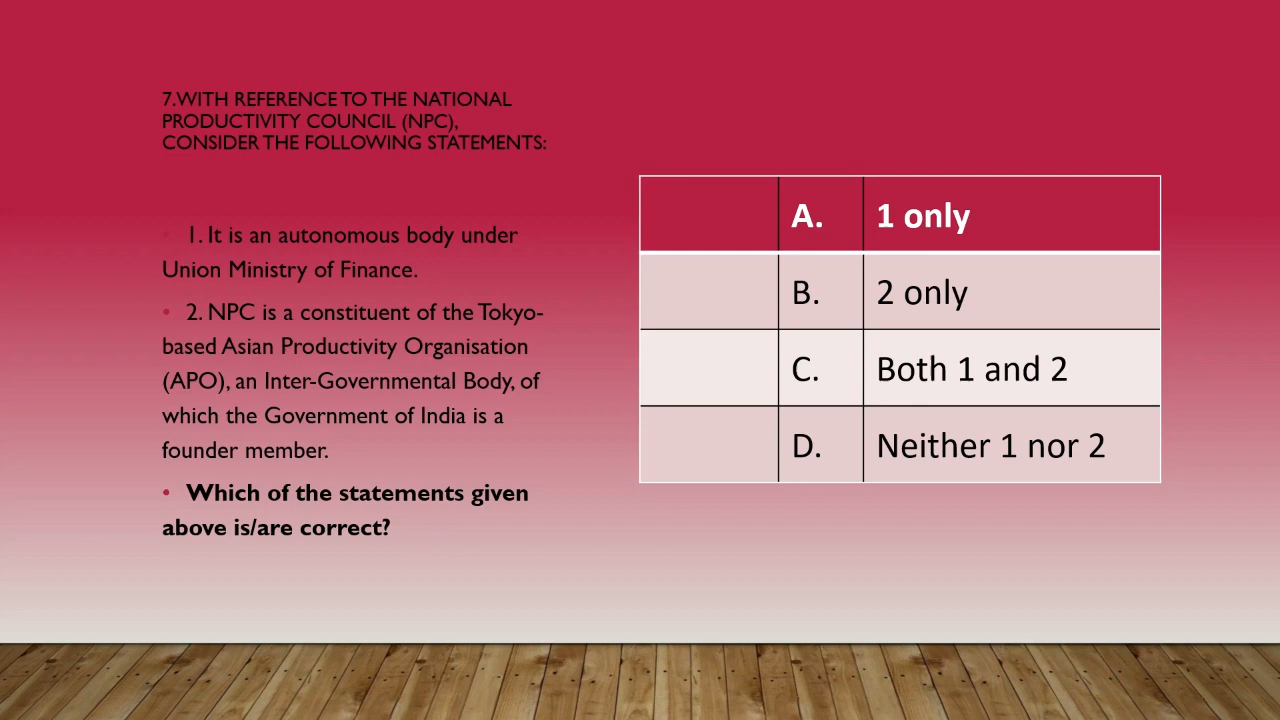 7.WITH REFERENCE TO THE NATIONAL
PRODUCTIVITY COUNCIL (NPC),
CONSIDER THE FOLLOWING STATEMENTS:
• 1. It is an autonomous body under
Union Ministry of Finance.
• 2. NPC is a constituent of the Tokyo-
based Asian Productivity Organisation
(APO), an Inter-Governmental Body, of
which the Government of India is a
founder member.
• Which of the statements given
above is/are correct?
A. 1 only
B. 2 only
C. Both 1 and 2
D. Neither 1 nor 2